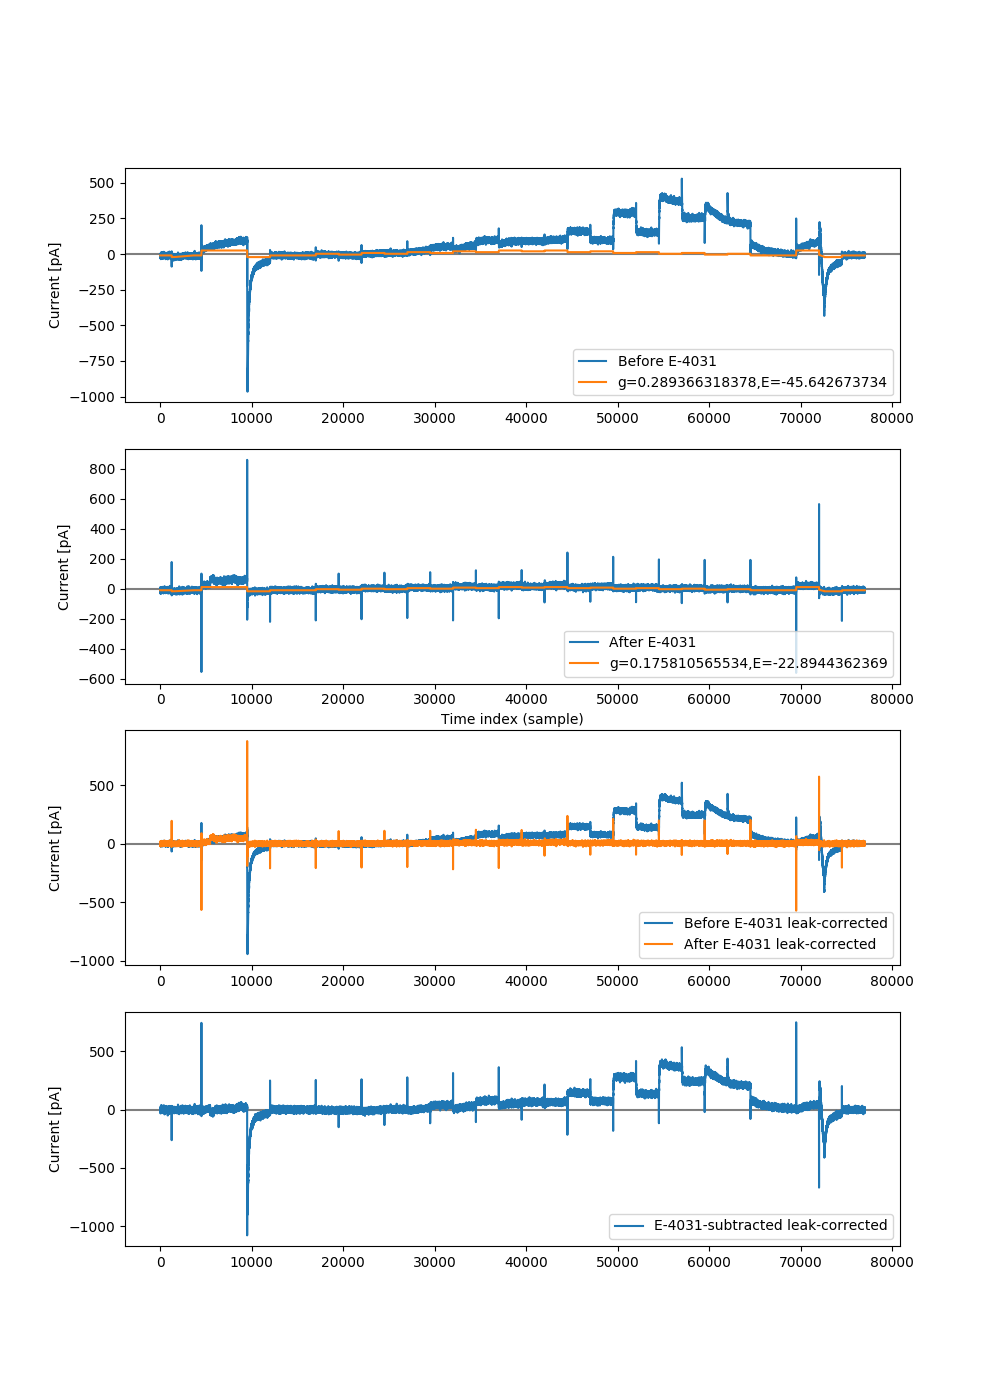 500
250
0
−250
−500
−750
−1000
Current [pA]
Before E-4031
g=0.289366318378,E=-45.642673734
0 10000 20000 30000 40000 50000 60000 70000 80000
800
600
400
200
0
−200
−400
−600
Current [pA]
After E-4031
g=0.175810565534,E=-22.8944362369
0 10000 20000 30000 40000 50000 60000 70000 80000
Time index (sample)
500
0
−500
−1000
Current [pA]
Before E-4031 leak-corrected
After E-4031 leak-corrected
0 10000 20000 30000 40000 50000 60000 70000 80000
500
0
−500
−1000
Current [pA]
E-4031-subtracted leak-corrected
0 10000 20000 30000 40000 50000 60000 70000 80000